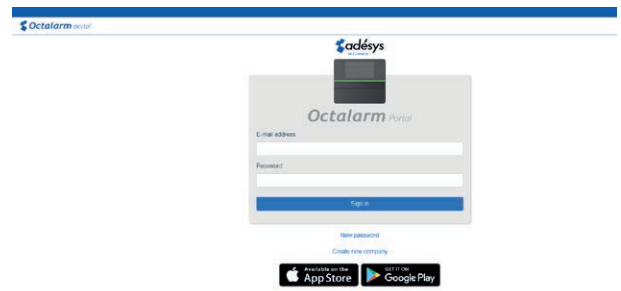 Octalarm portal
adésys
Octalarm Portal
E-mail address
Password
Sign in
New password
Create new company
Available on the
App Store
GET IT ON
Google Play